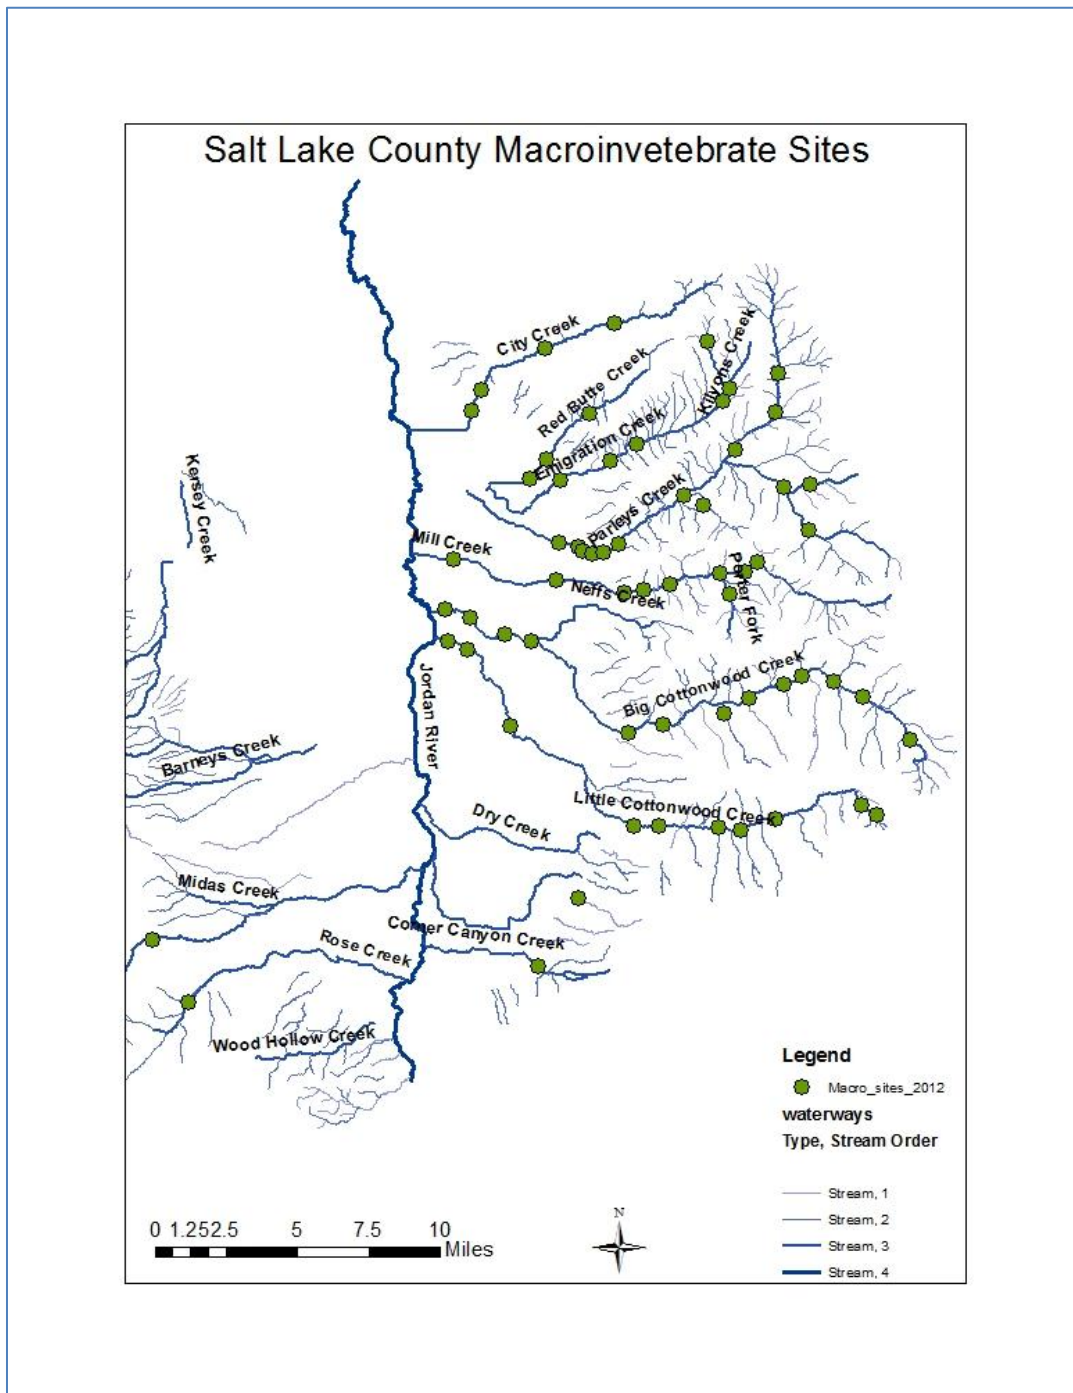 Salt Lake County Macroinvetebrate Sites
City Creek
Kilyons Creek
Red Butte Creek
Emigration Creek
Kersey Creek
Parleys Creek
Mill Creek
Neffs Creek
Porter Fork
Big Cottonwood Creek
Jordan River
Barneys Creek
Little Cottonwood Creek
Dry Creek
Midas Creek
Corner Canyon Creek
Rose Creek
Wood Hollow Creek
Legend
Macro_sites_2012
waterways
Type, Stream Order
Stream, 1
Stream, 2
Stream, 3
Stream, 4
N
0 1.252.5 5 7.5 10
Miles